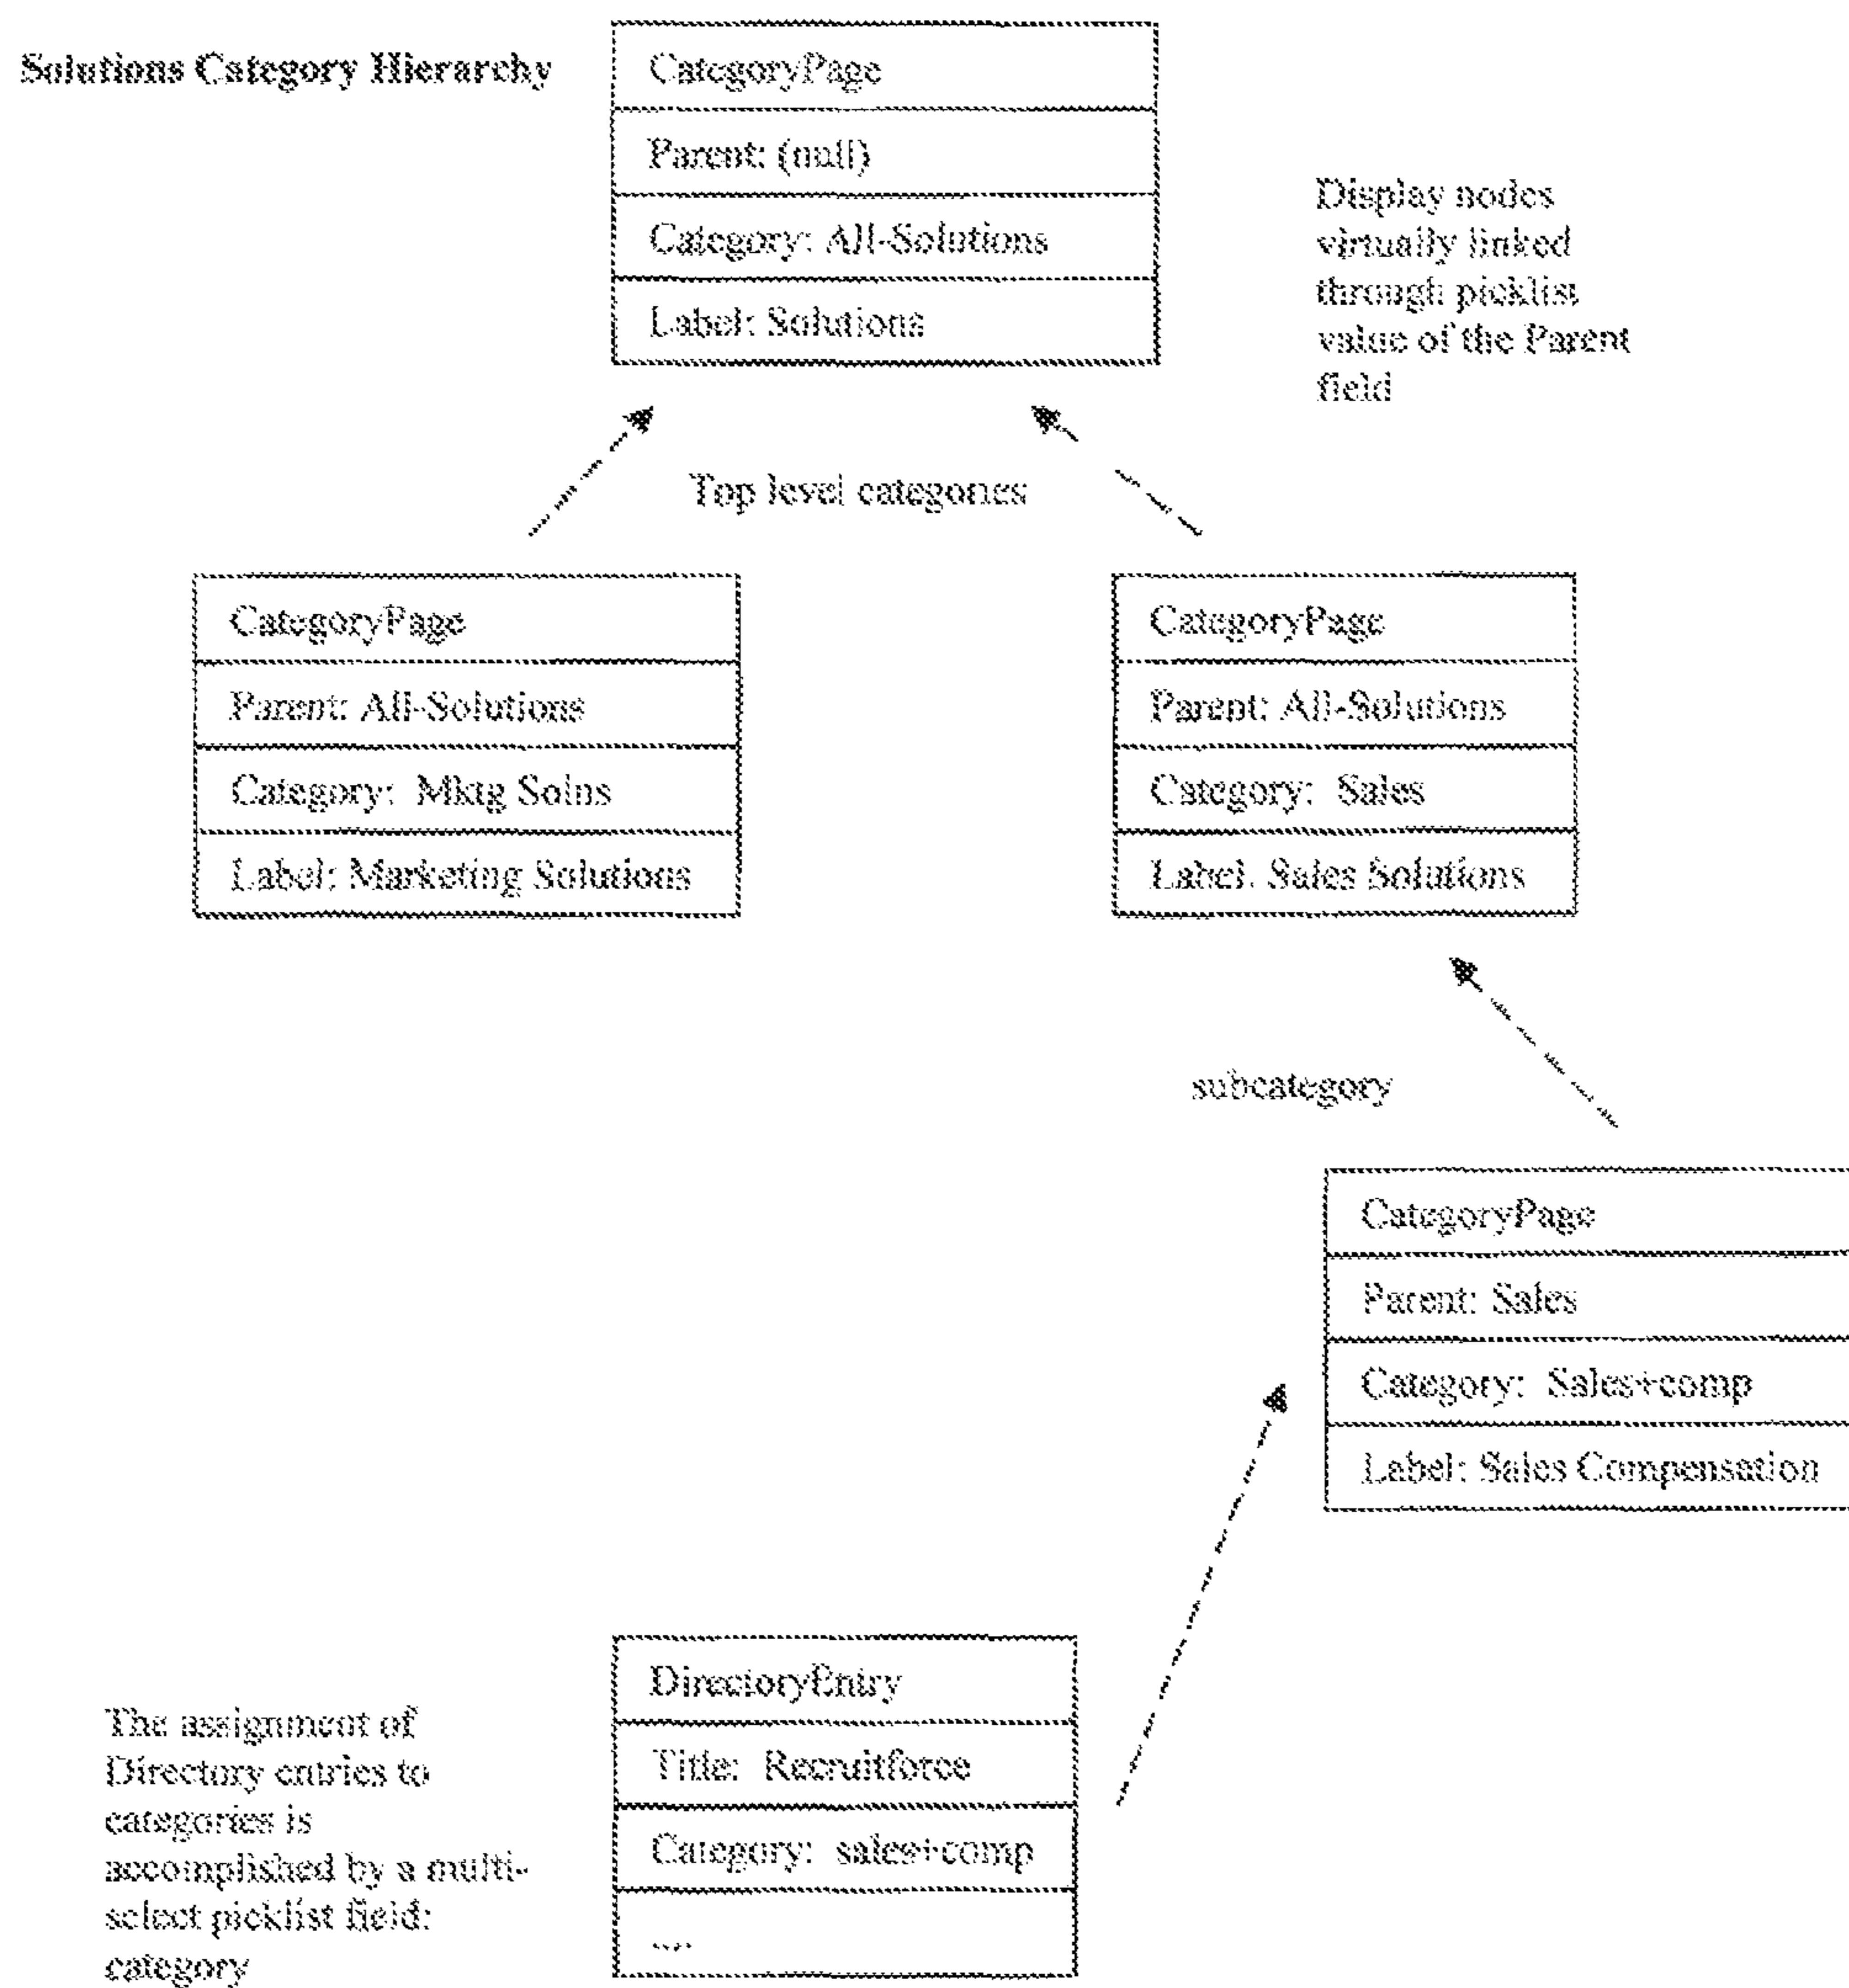 Solutions Category Hierarchy
CategoryPage
Parent: (null)
Category: All-Solutions
Label: Solutions
Display nodes
virtually linked
through picklist
value of the Parent
field
Top level categories
CategoryPage
Parent: All-Solutions
Category: Mktg Solns
Label: Marketing Solutions
CategoryPage
Parent: All-Solutions
Category: Sales
Label: Sales Solutions
subcategory
CategoryPage
Parent: Sales
Category: Sales+comp
Label: Sales Compensation
DirectoryEntry
Title: Recruitforce
Category: sales+comp
....
The assignment of
Directory entries to
categories is
accomplished by a multi-
select picklist field:
category